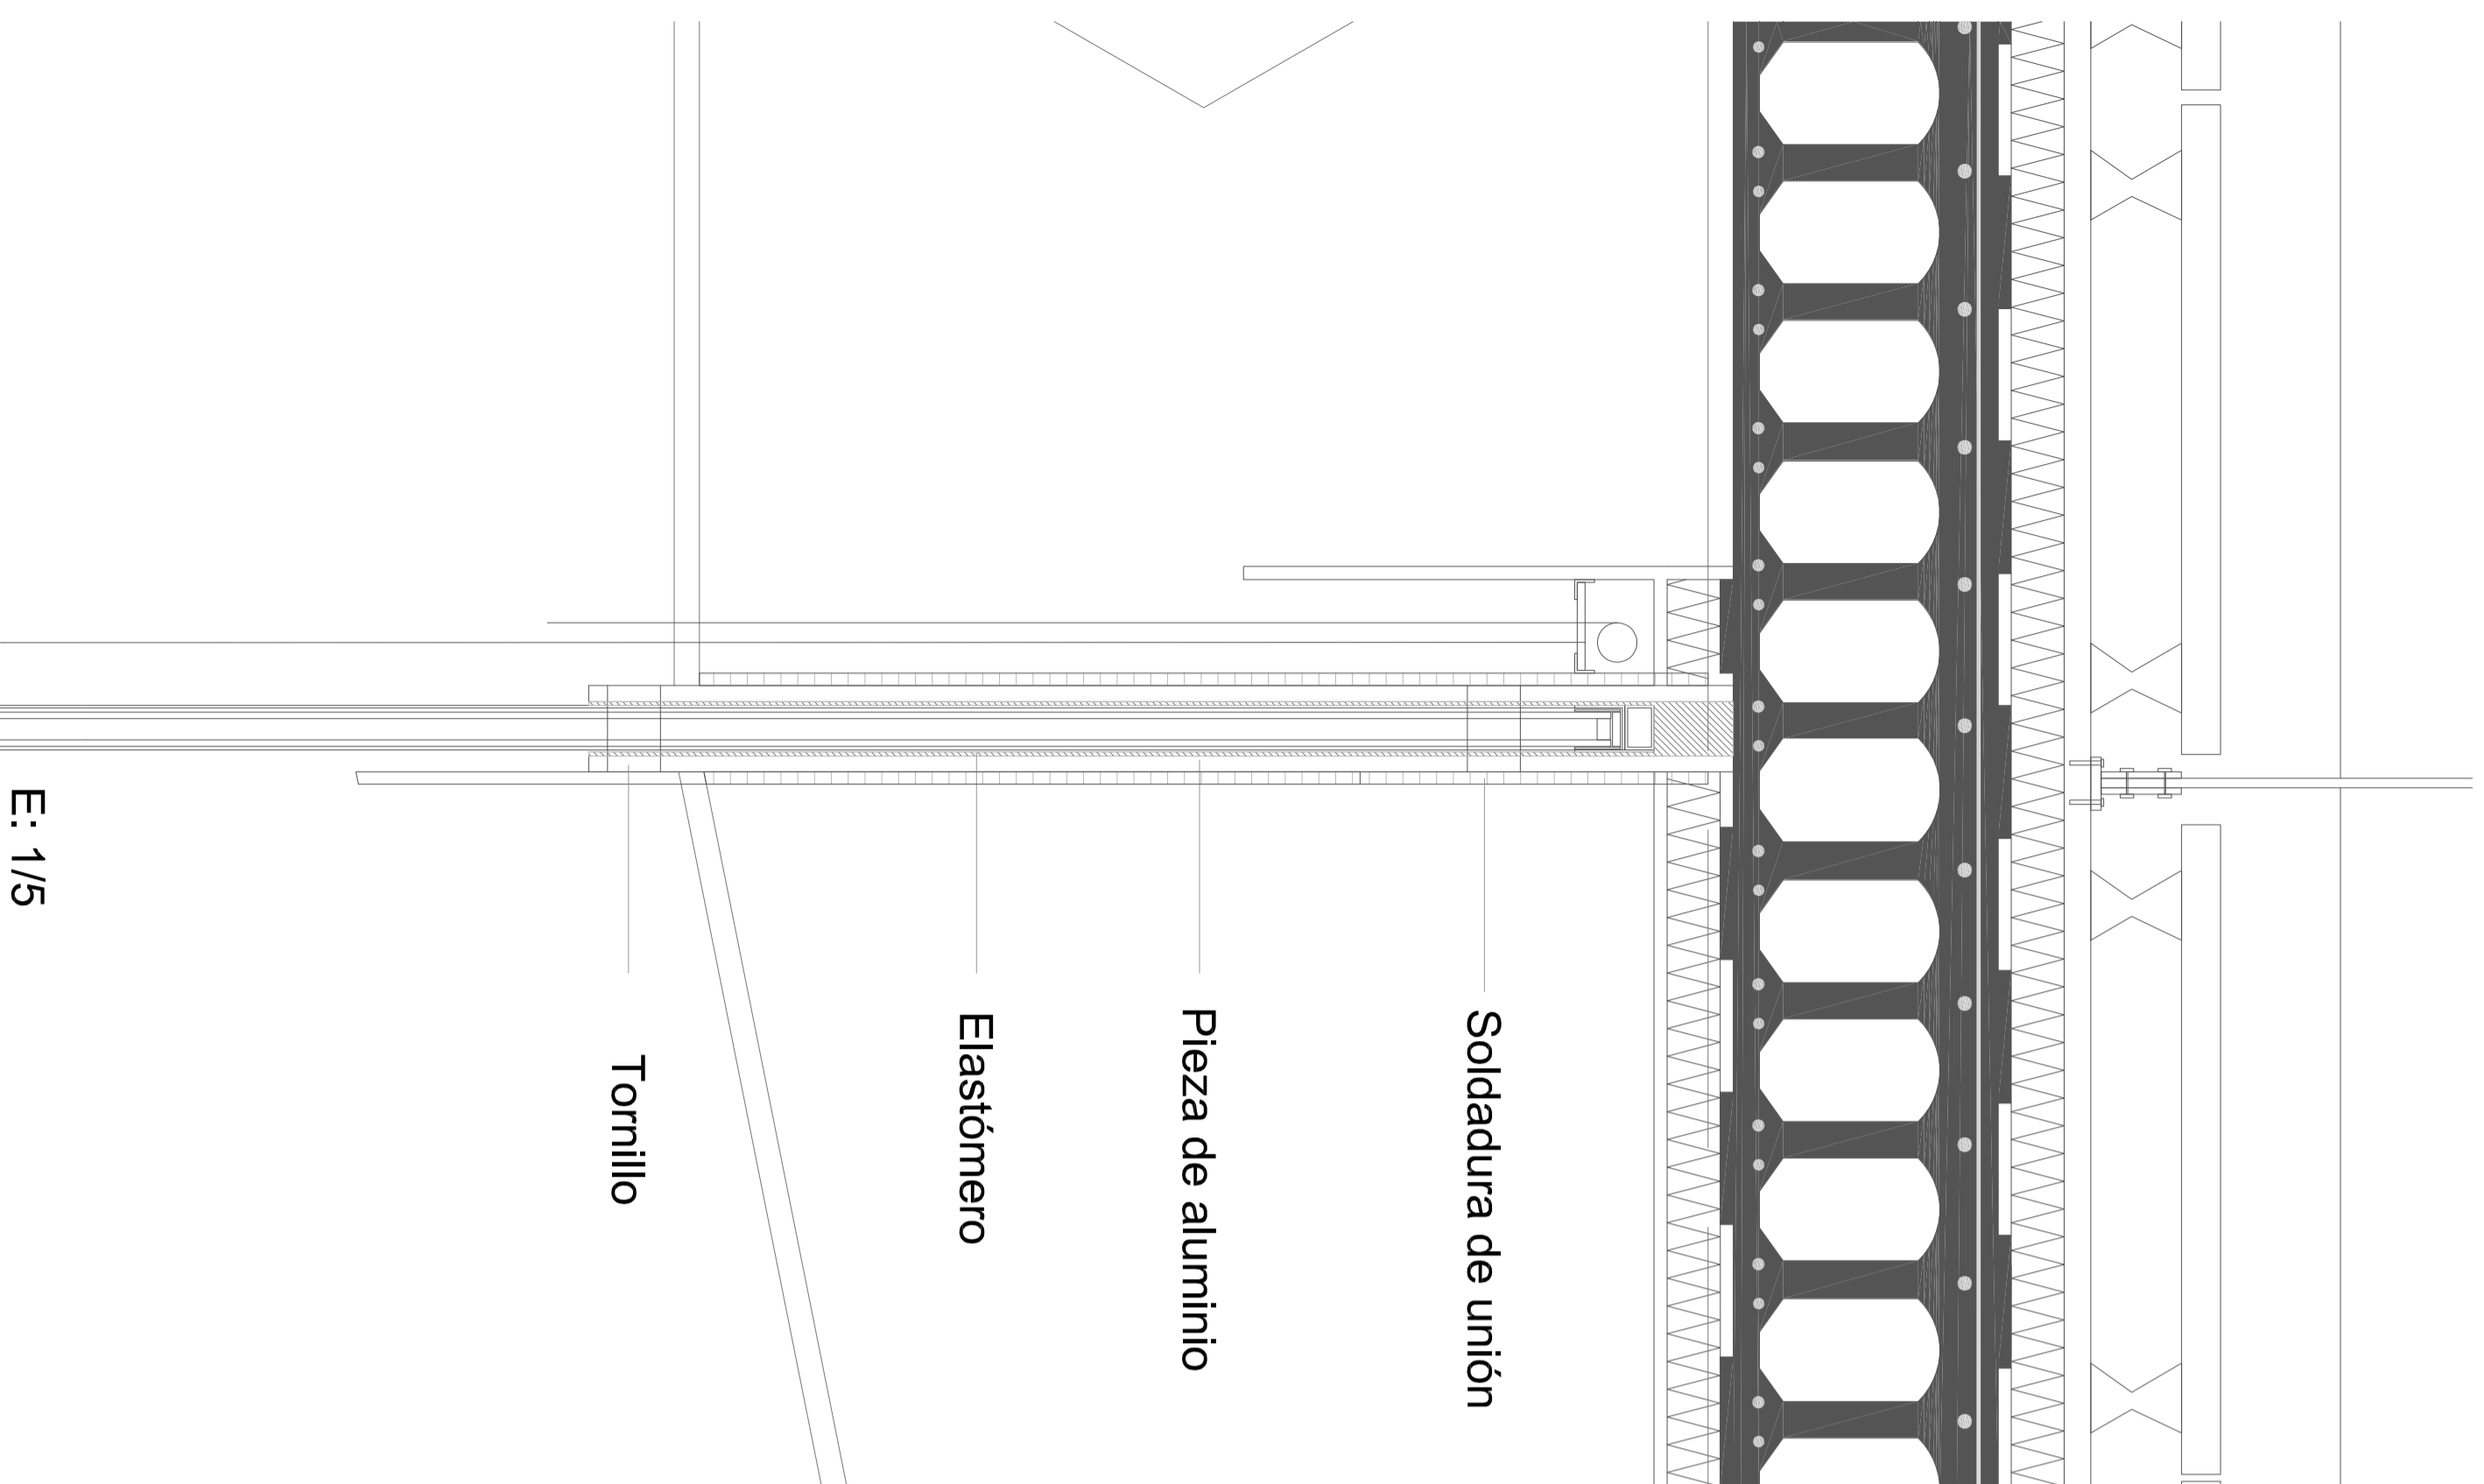 Soldadura de unión
Pieza de aluminio
Elastómero
Tornillo
E: 1/5